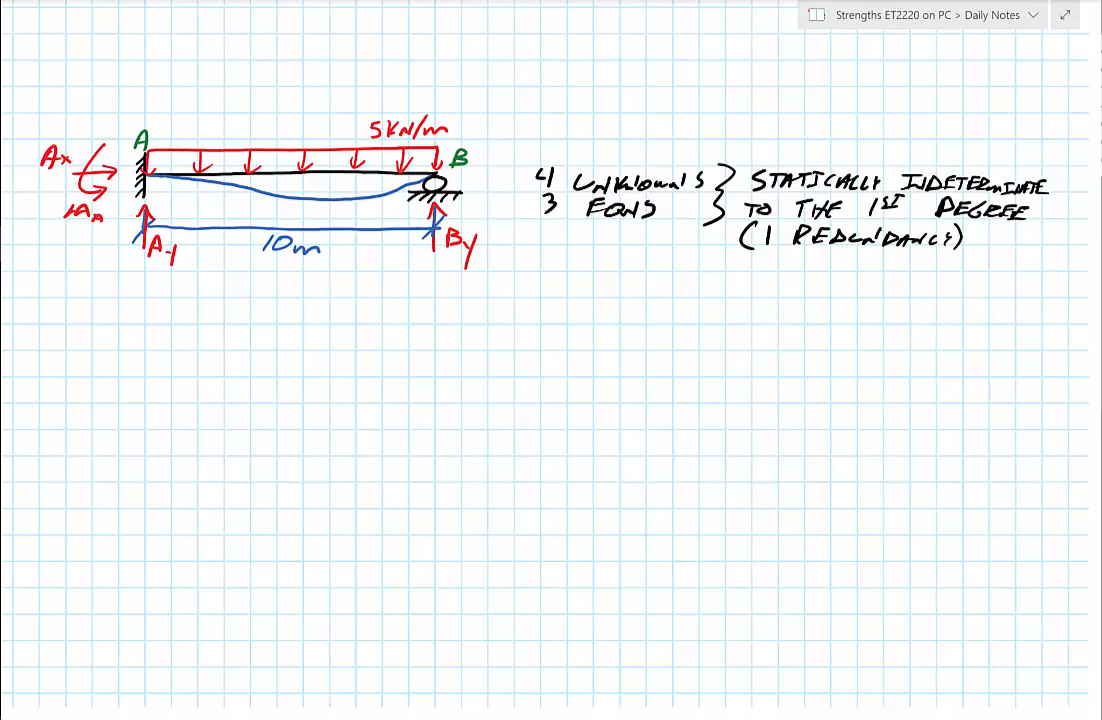 Strengths ET2220 on PC > Daily Notes
5KN/m
A
B
Ax
MA
Ay
10m
By
4 UNKNOWNS } STATICALLY INDETERMINATE
3 EQNS TO THE 1ST DEGREE
(1 REDUNDANCY)